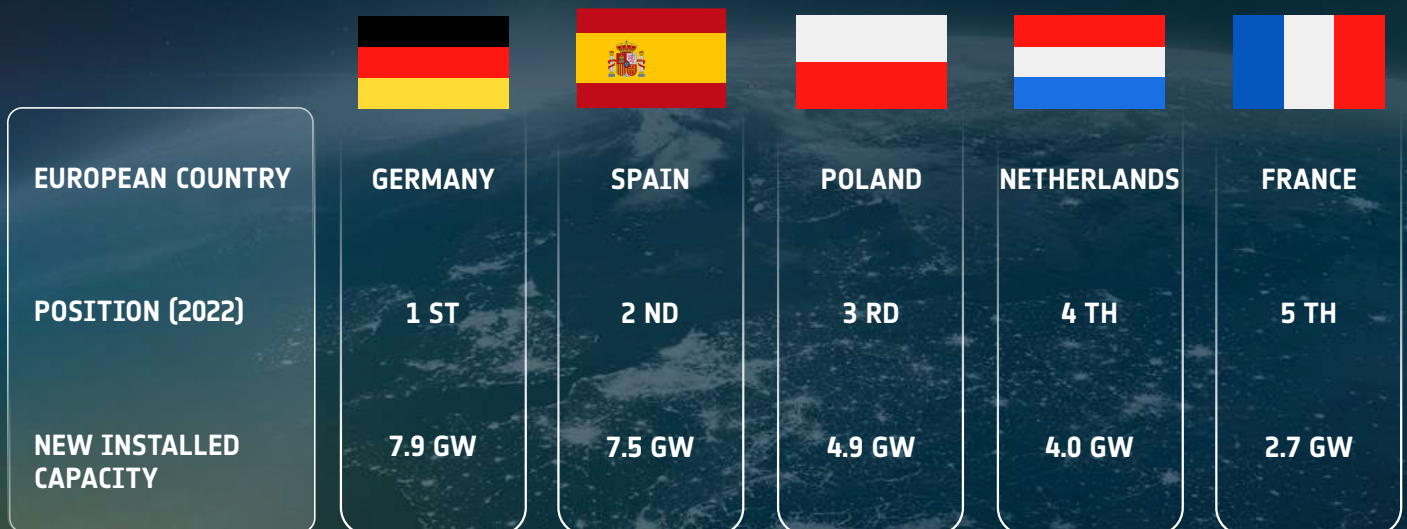 EUROPEAN COUNTRY GERMANY SPAIN POLAND NETHERLANDS FRANCE
POSITION (2022) 1 ST 2 ND 3 RD 4 TH 5 TH
NEW INSTALLED 7.9 GW 7.5 GW 4.9 GW 4.0 GW 2.7 GW
CAPACITY